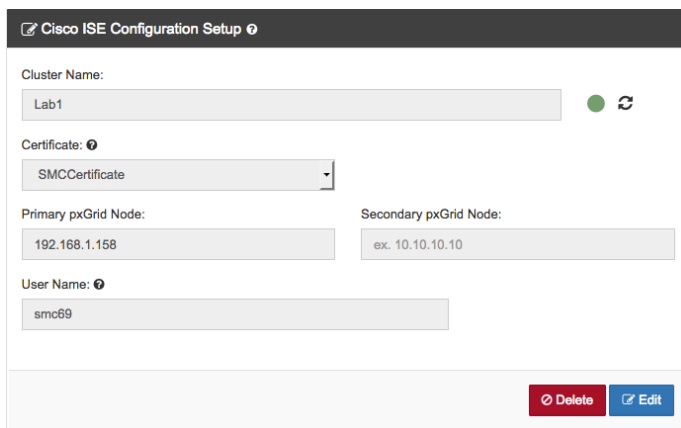 Cisco ISE Configuration Setup
Cluster Name:
Lab1
Certificate:
SMCCertificate
Primary pxGrid Node: Secondary pxGrid Node:
192.168.1.158 ex. 10.10.10.10
User Name:
smc69
Delete Edit